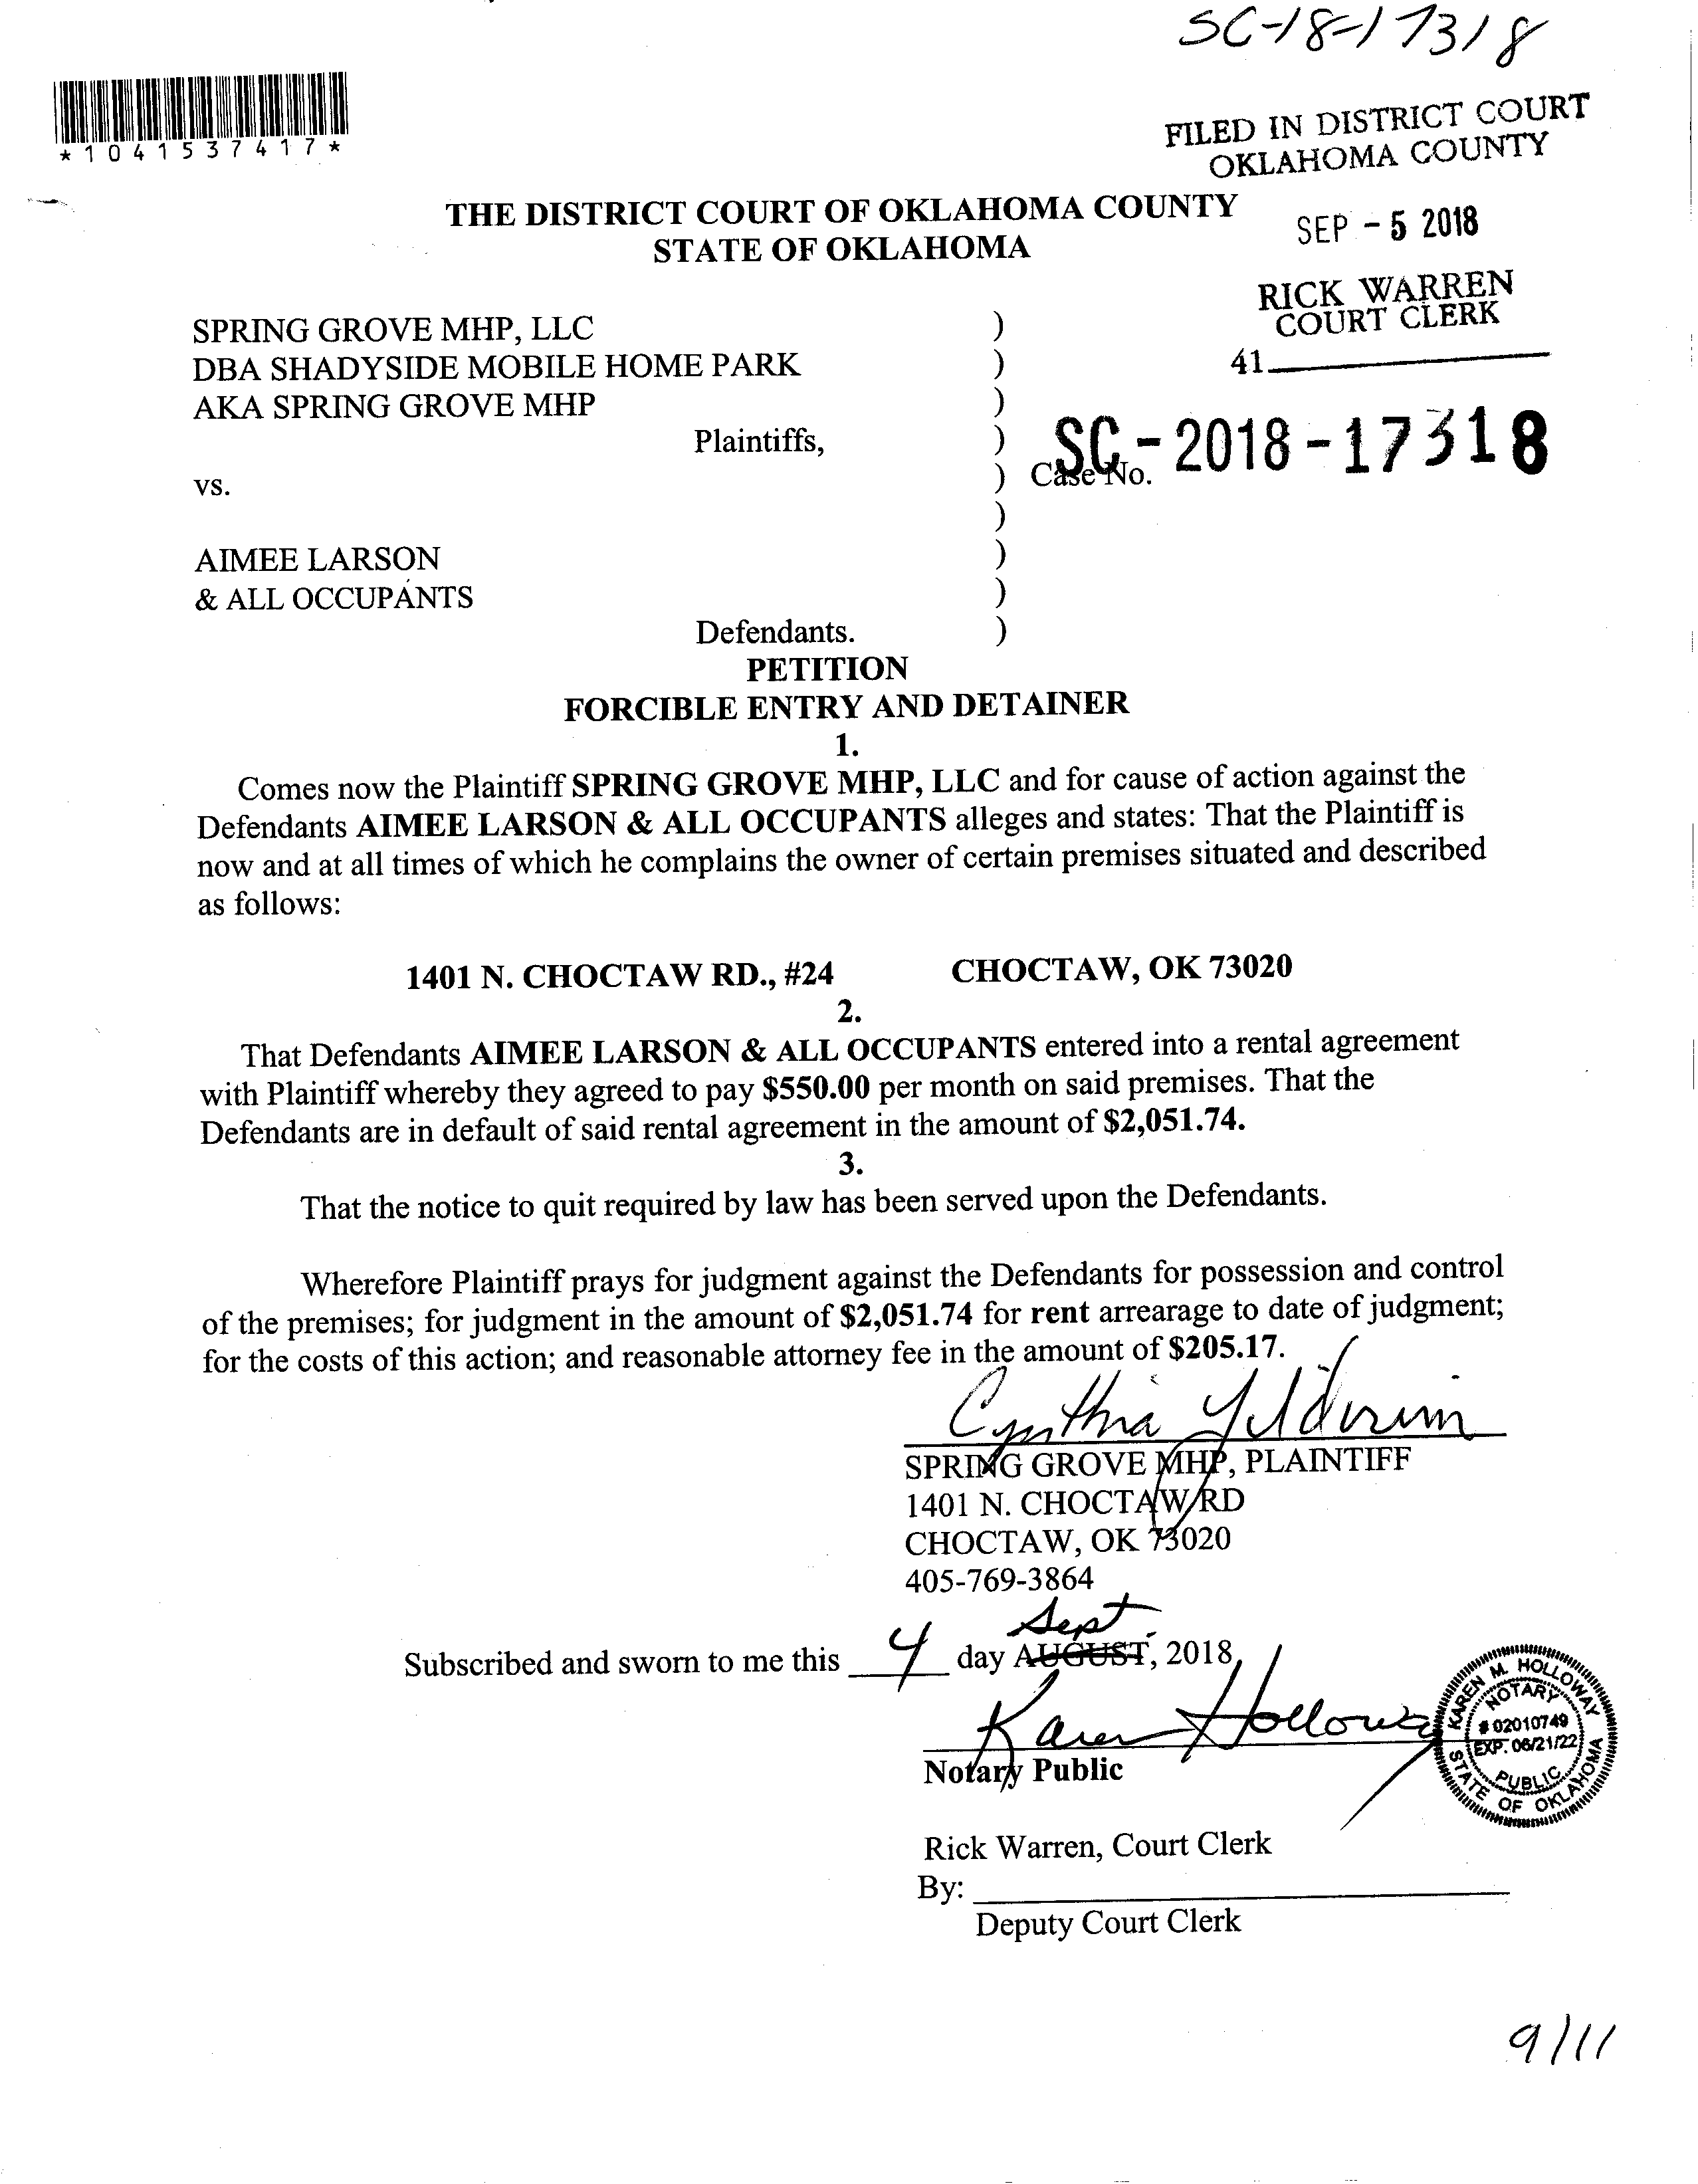 SC-18-17318
*1041537417*
FILED IN DISTRICT COURT
OKLAHOMA COUNTY
THE DISTRICT COURT OF OKLAHOMA COUNTY
STATE OF OKLAHOMA
SEP - 5 2018
RICK WARREN
COURT CLERK
41
SPRING GROVE MHP, LLC )
DBA SHADYSIDE MOBILE HOME PARK )
AKA SPRING GROVE MHP )
Plaintiffs, )
vs. ) Case No. SC - 2018 - 17318
)
AIMEE LARSON )
& ALL OCCUPANTS )
Defendants. )
PETITION
FORCIBLE ENTRY AND DETAINER
1.
Comes now the Plaintiff SPRING GROVE MHP, LLC and for cause of action against the
Defendants AIMEE LARSON & ALL OCCUPANTS alleges and states: That the Plaintiff is
now and at all times of which he complains the owner of certain premises situated and described
as follows:
1401 N. CHOCTAW RD., #24 CHOCTAW, OK 73020
2.
That Defendants AIMEE LARSON & ALL OCCUPANTS entered into a rental agreement
with Plaintiff whereby they agreed to pay $550.00 per month on said premises. That the
Defendants are in default of said rental agreement in the amount of $2,051.74.
3.
That the notice to quit required by law has been served upon the Defendants.
Wherefore Plaintiff prays for judgment against the Defendants for possession and control
of the premises; for judgment in the amount of $2,051.74 for rent arrearage to date of judgment;
for the costs of this action; and reasonable attorney fee in the amount of $205.17.
Cynthia Yildirim
SPRING GROVE MHP, PLAINTIFF
1401 N. CHOCTAW RD
CHOCTAW, OK 73020
405-769-3864
Sept
Subscribed and sworn to me this 4 day AUGUST, 2018
Karen Holloway
Notary Public
KAREN M. HOLLOWAY
NOTARY
# 02010749
EXP. 06/21/22
PUBLIC
STATE OF OKLAHOMA
Rick Warren, Court Clerk
By:
Deputy Court Clerk
9/11